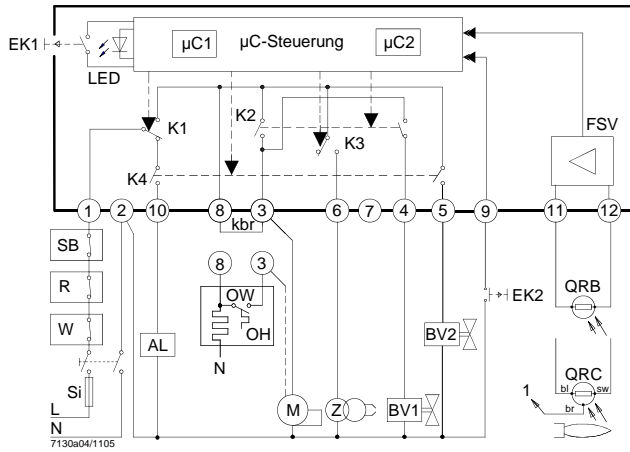 EK1
LED
µC1
µC-Steuerung
µC2
FSV
K1
K2
K3
K4
1
2
10
8
3
6
7
4
5
9
11
12
kbr
SB
R
W
Si
L
N
7130a04/1105
AL
8
3
OW
OH
N
M
Z
BV1
BV2
EK2
QRB
QRC
bl
sw
br
1